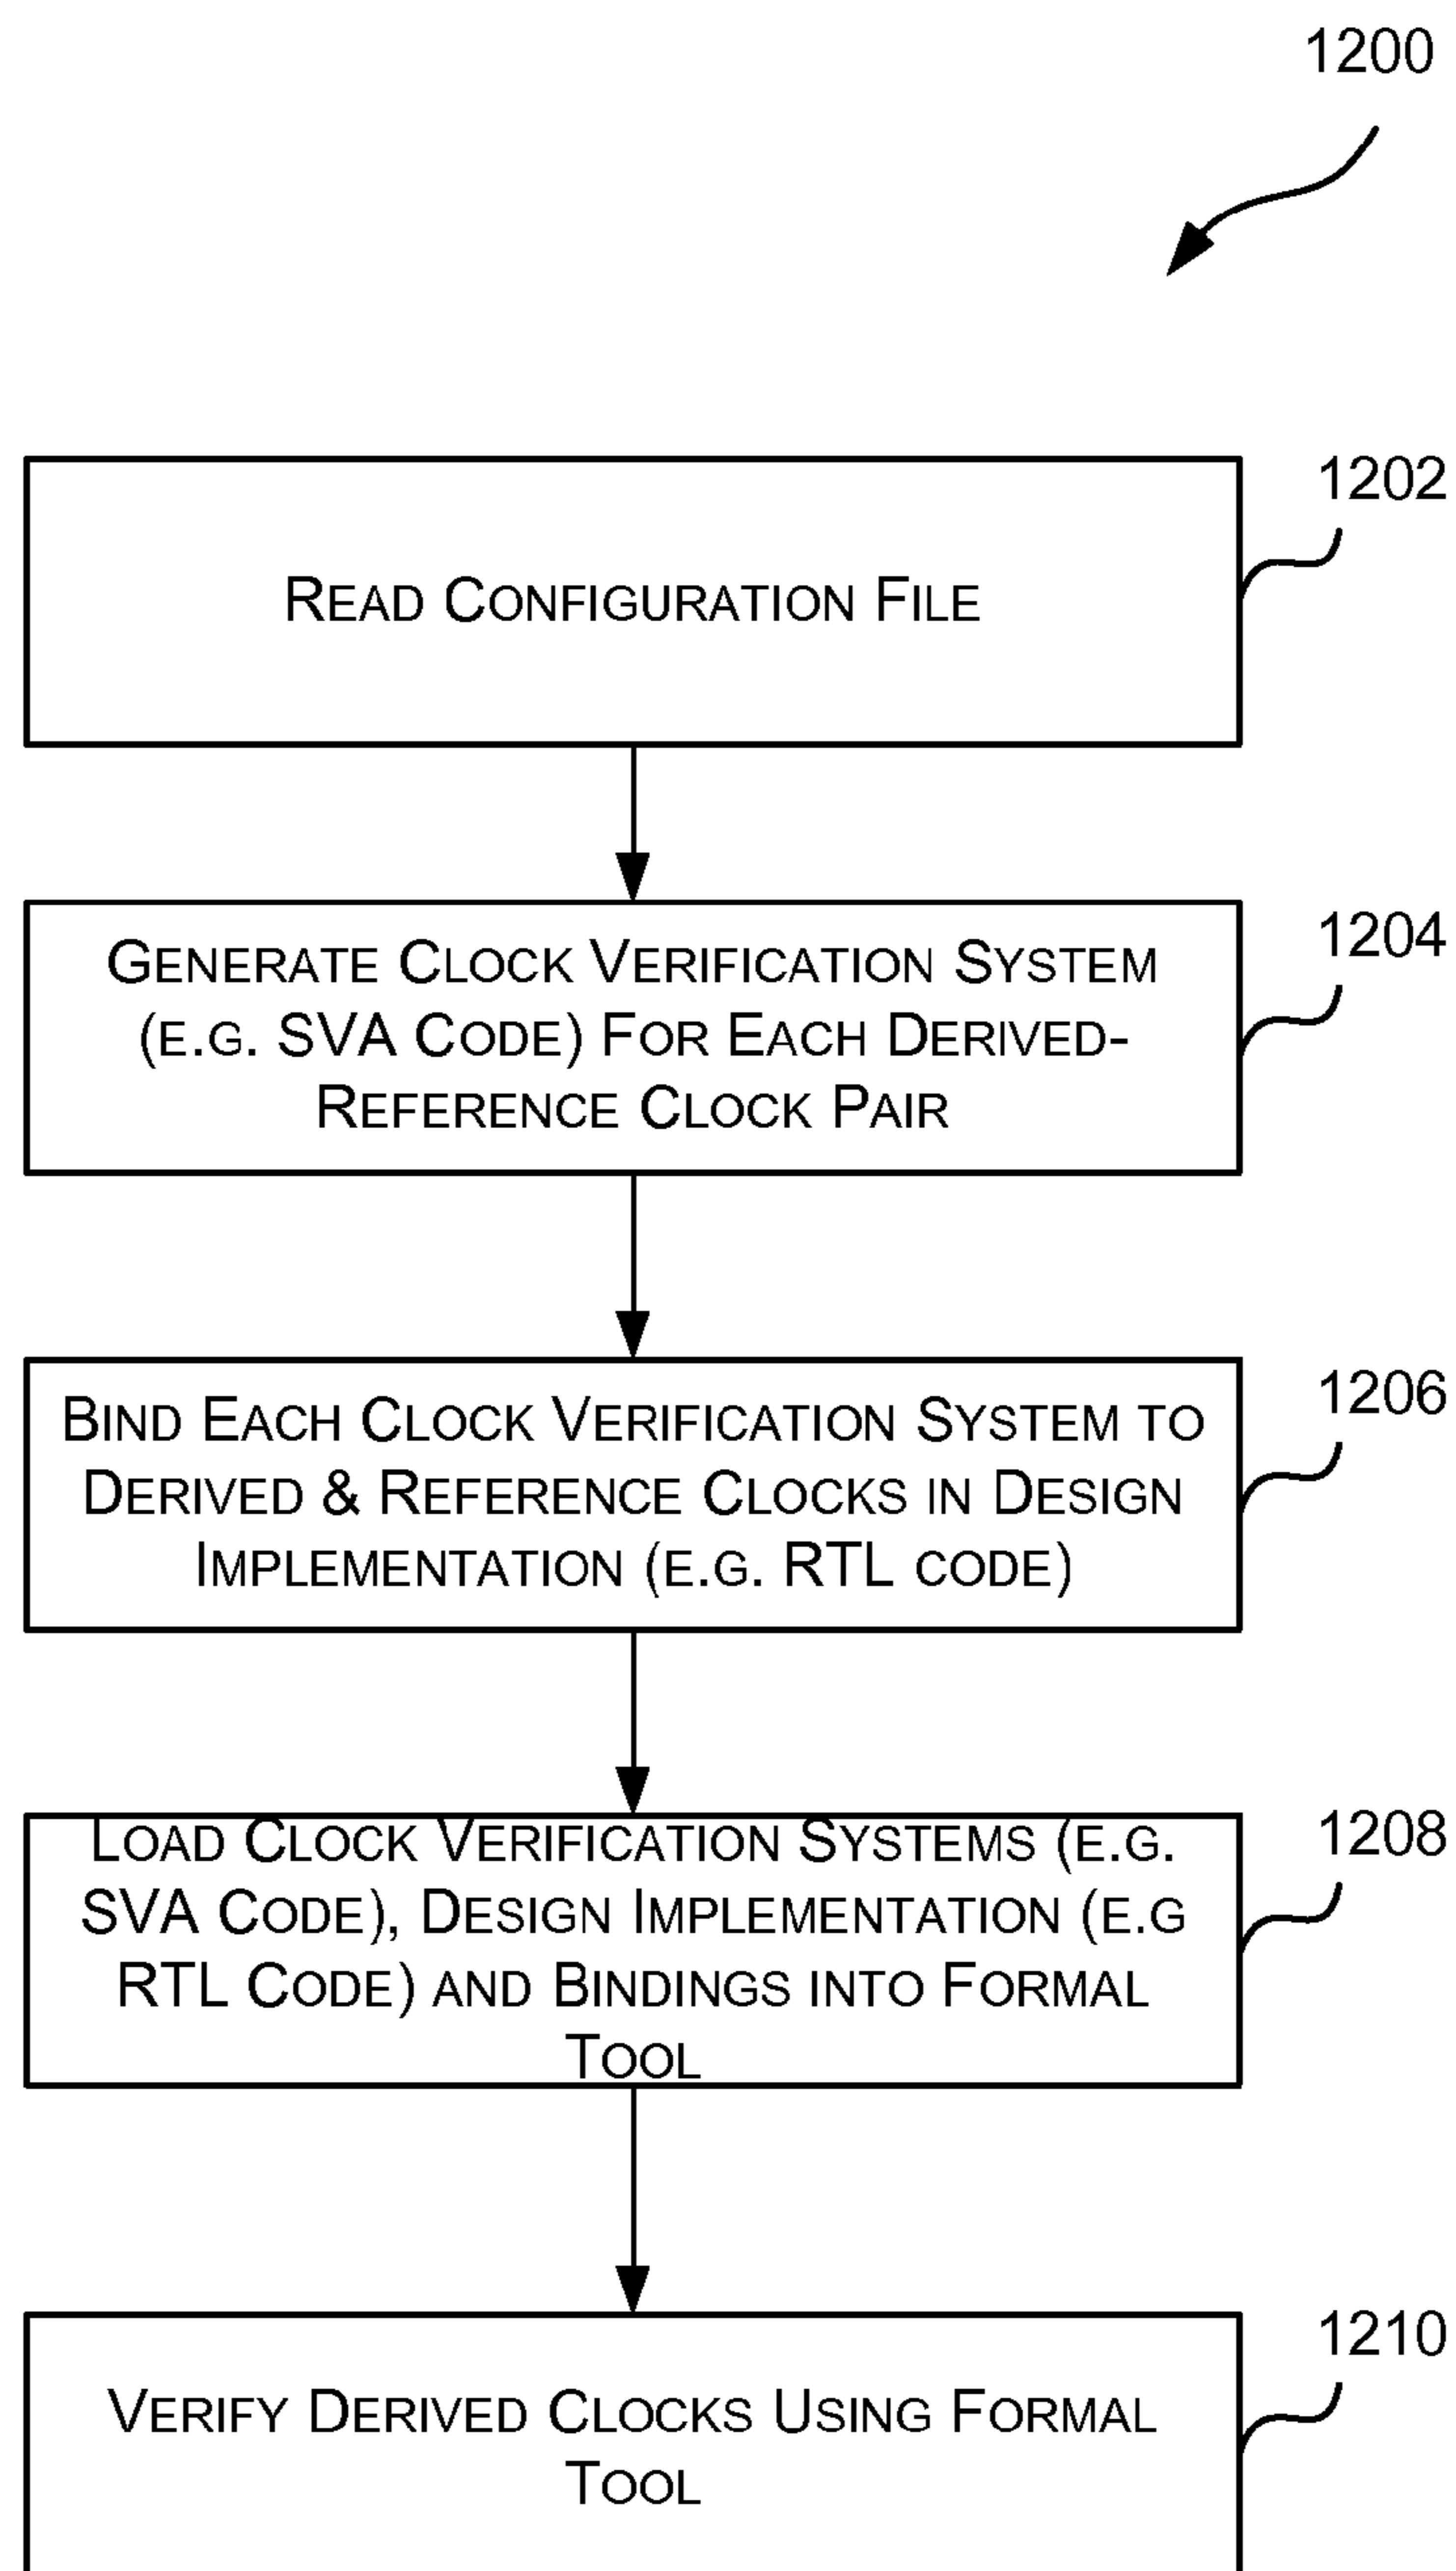 1200
1202
READ CONFIGURATION FILE
1204
GENERATE CLOCK VERIFICATION SYSTEM
(E.G. SVA CODE) FOR EACH DERIVED-
REFERENCE CLOCK PAIR
1206
BIND EACH CLOCK VERIFICATION SYSTEM TO
DERIVED & REFERENCE CLOCKS IN DESIGN
IMPLEMENTATION (E.G. RTL CODE)
1208
LOAD CLOCK VERIFICATION SYSTEMS (E.G.
SVA CODE), DESIGN IMPLEMENTATION (E.G
RTL CODE) AND BINDINGS INTO FORMAL
TOOL
1210
VERIFY DERIVED CLOCKS USING FORMAL
TOOL